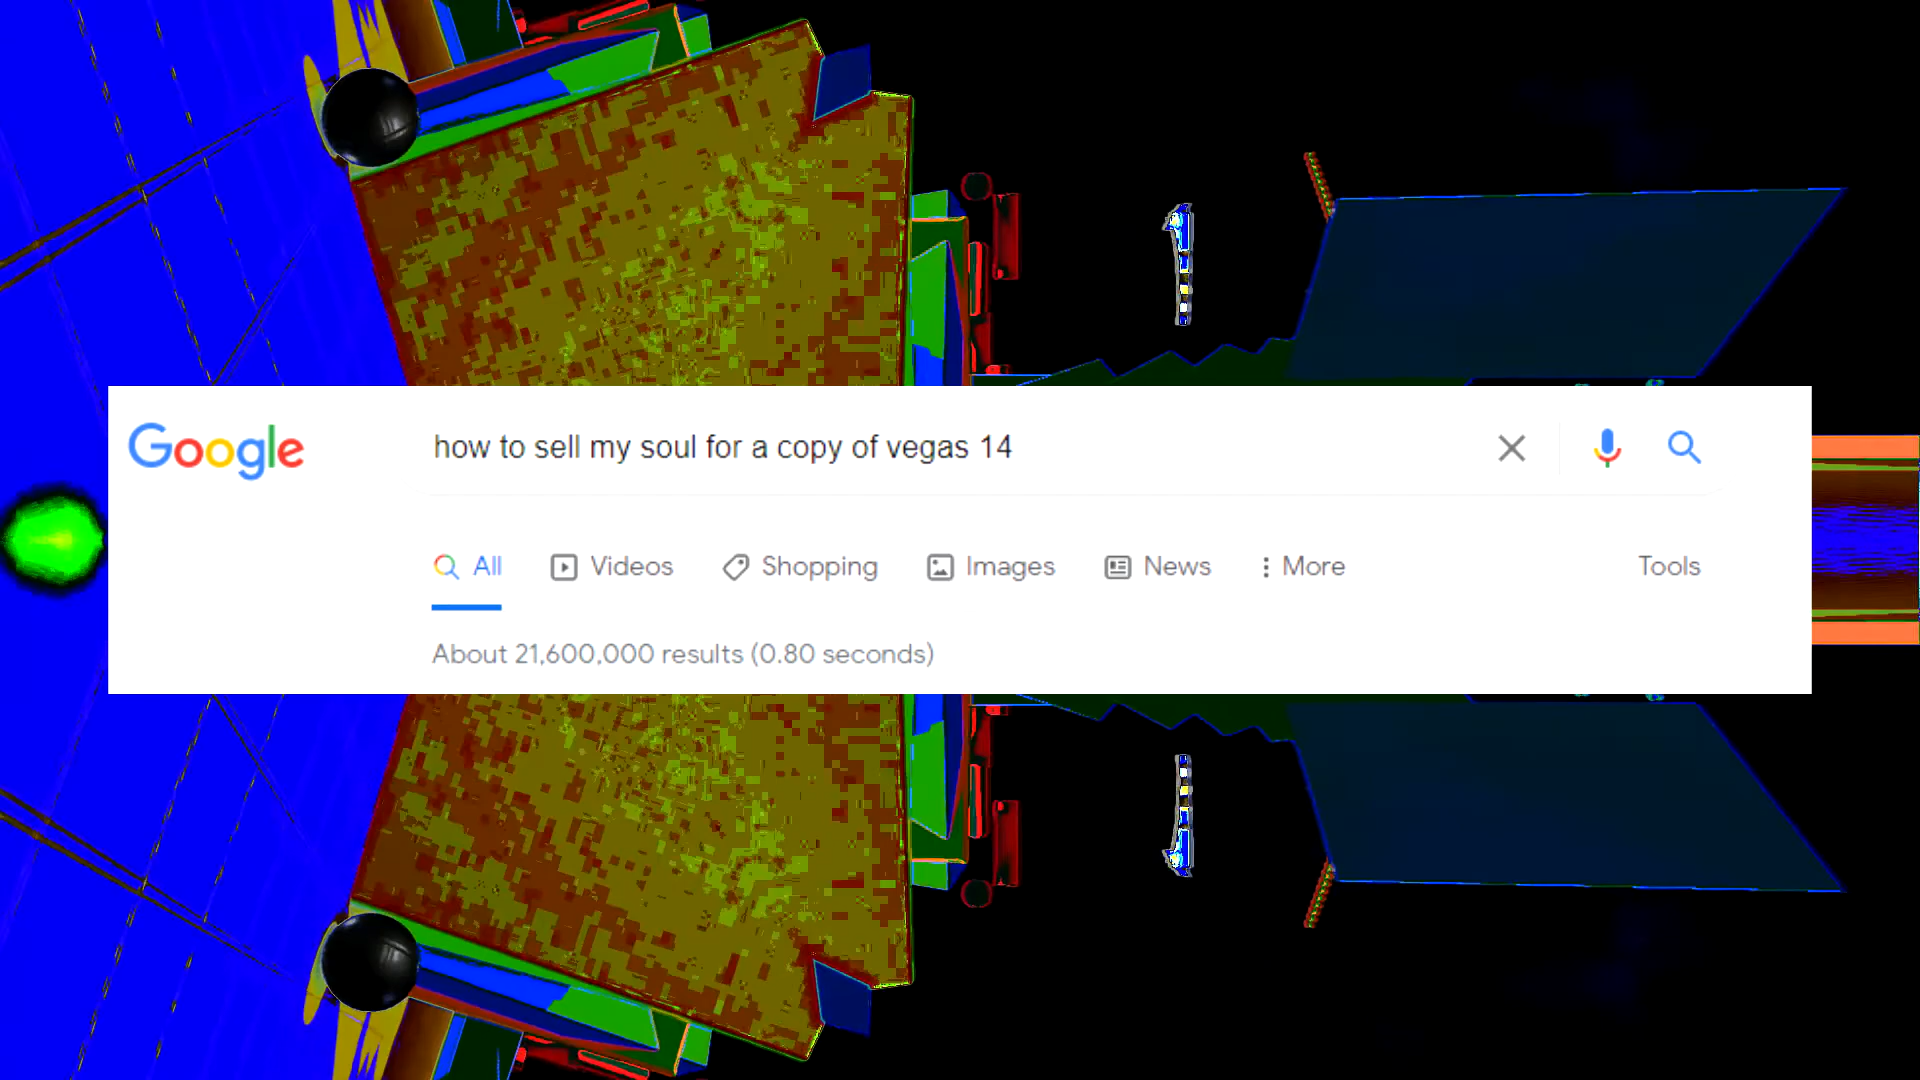 Google how to sell my soul for a copy of vegas 14
All Videos Shopping Images News More Tools
About 21,600,000 results (0.80 seconds)